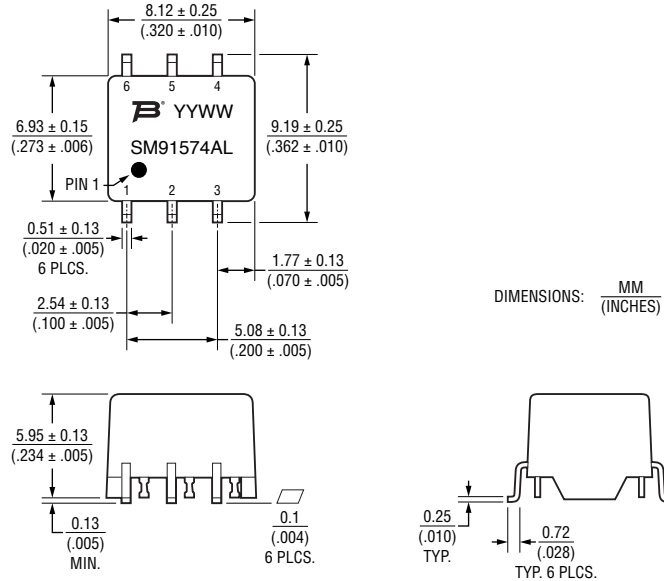 8.12 ± 0.25
(.320 ± .010)
6 5 4
B® YYWW
SM91574AL
PIN 1
1 2 3
6.93 ± 0.15
(.273 ± .006)
9.19 ± 0.25
(.362 ± .010)
0.51 ± 0.13
(.020 ± .005)
6 PLCS.
1.77 ± 0.13
(.070 ± .005)
2.54 ± 0.13
(.100 ± .005)
5.08 ± 0.13
(.200 ± .005)
DIMENSIONS: MM
(INCHES)
5.95 ± 0.13
(.234 ± .005)
0.13
(.005)
MIN.
0.1
(.004)
6 PLCS.
0.25
(.010)
TYP.
0.72
(.028)
TYP. 6 PLCS.